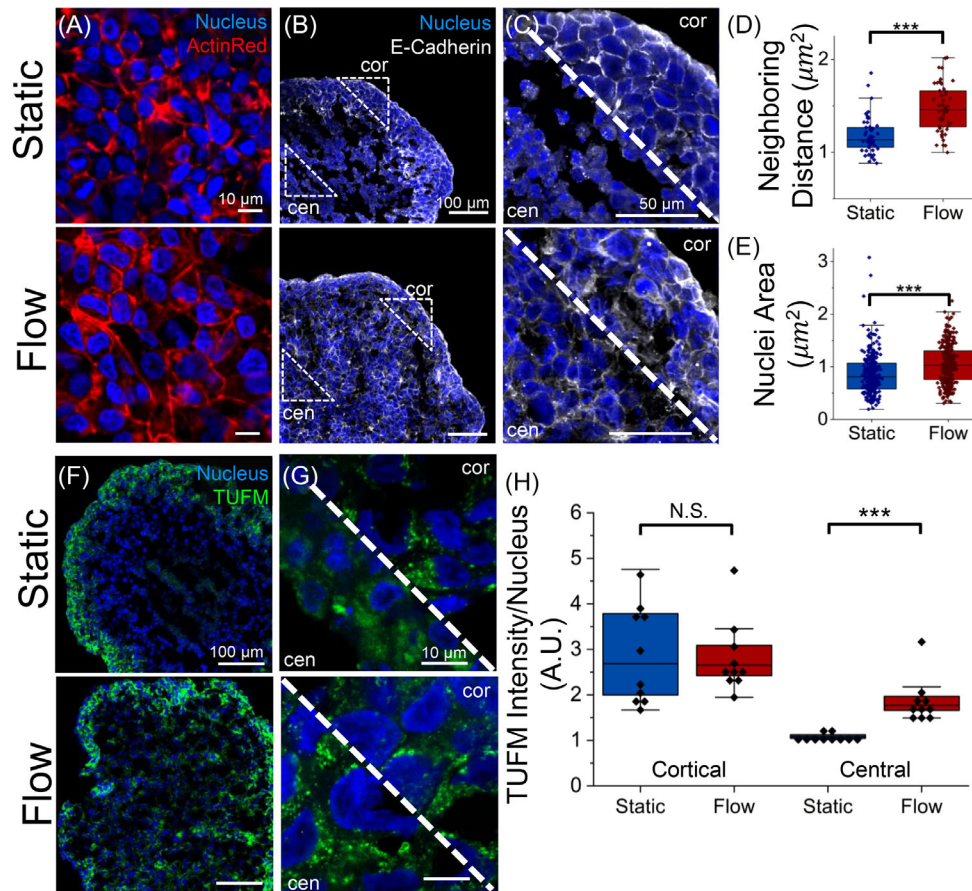 (A)
Nucleus
ActinRed
Static
10 µm
Flow
(B)
Nucleus
E-Cadherin
cor
cen
100 µm
cor
cen
(C)
cor
cen
50 µm
cor
cen
(D)
***
Neighboring
Distance (μm²)
2
1
Static
Flow
(E)
***
Nuclei Area
(μm²)
3
2
1
0
Static
Flow
(F)
Nucleus
TUFM
Static
100 µm
Flow
(G)
cor
cen
10 µm
cor
cen
(H)
N.S.
***
TUFM Intensity/Nucleus
(A.U.)
6
5
4
3
2
1
0
Cortical
Central
Static
Flow
Static
Flow